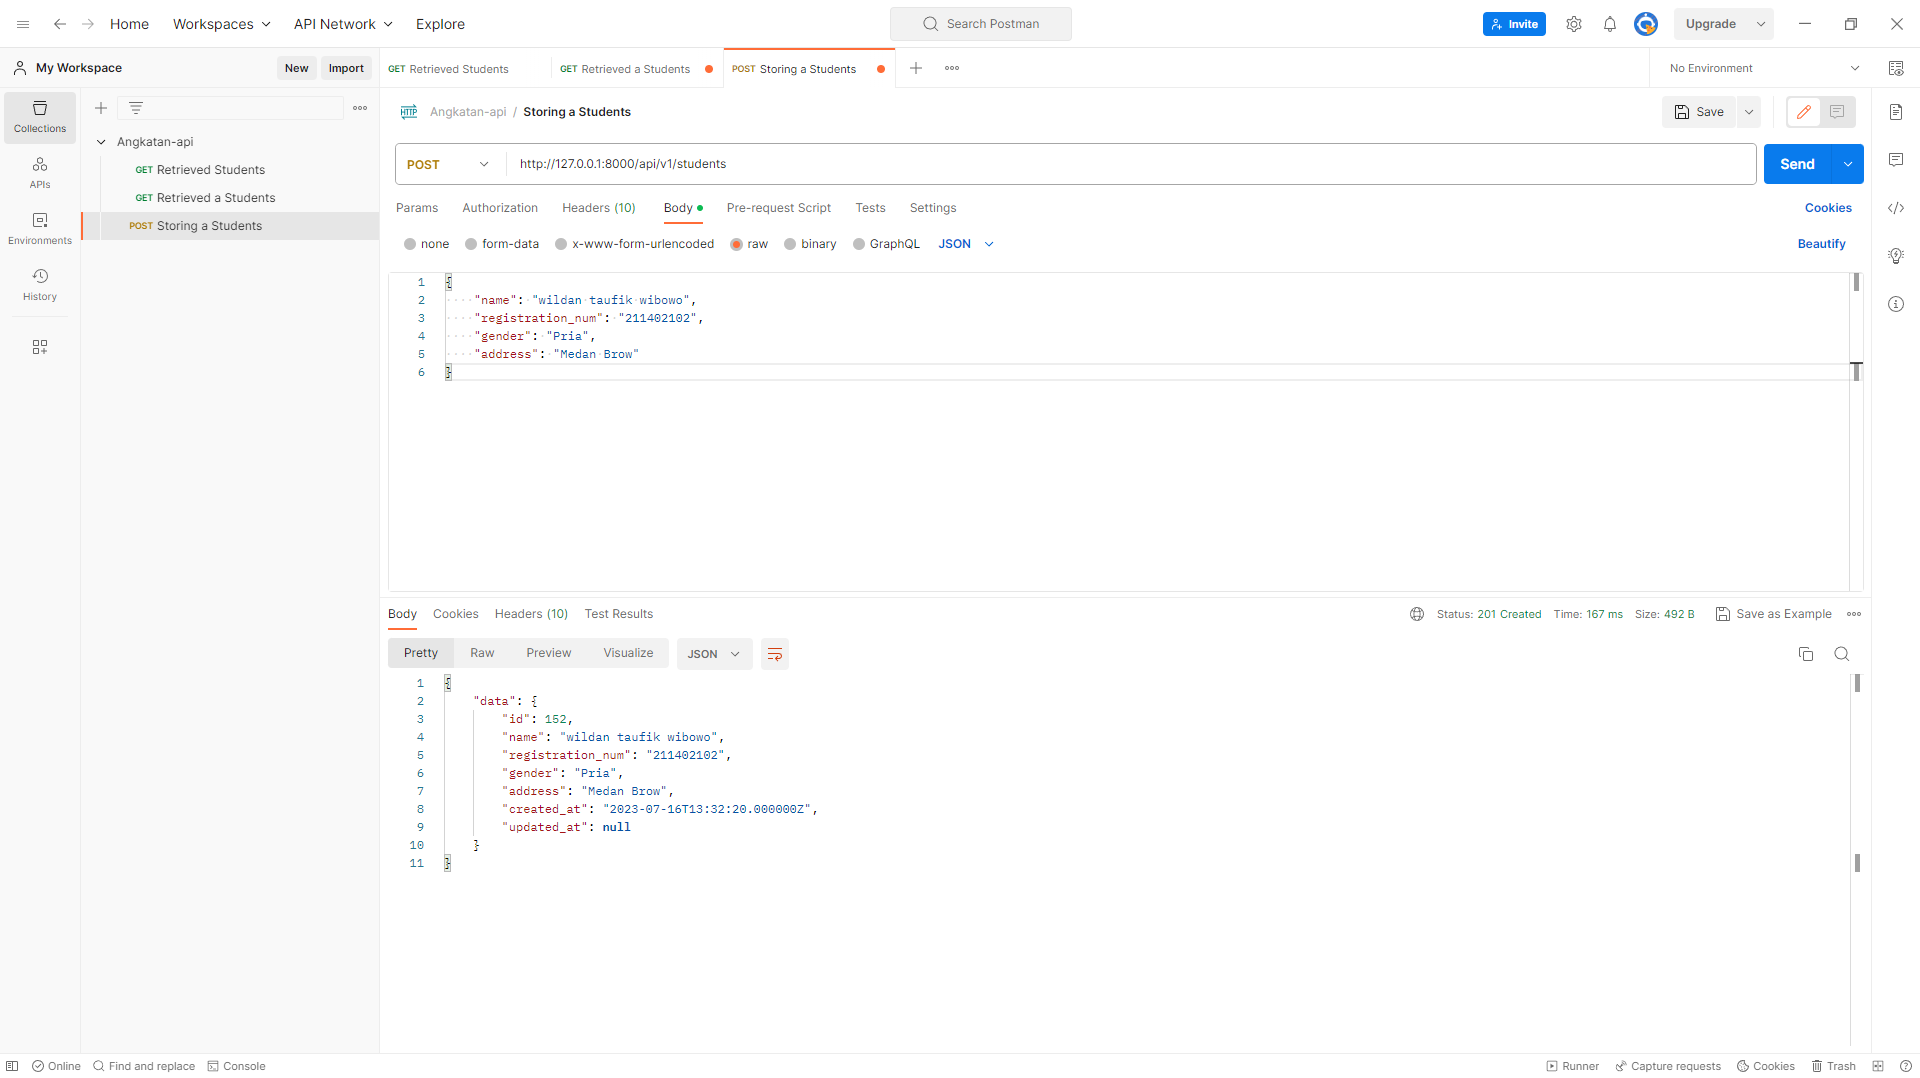 Home Workspaces API Network Explore Search Postman Invite Upgrade
My Workspace New Import GET Retrieved Students GET Retrieved a Students POST Storing a Students No Environment
Collections
APIs
Environments
History
Angkatan-api
GET Retrieved Students
GET Retrieved a Students
POST Storing a Students
HTTP Angkatan-api / Storing a Students Save
POST http://127.0.0.1:8000/api/v1/students Send
Params Authorization Headers (10) Body Pre-request Script Tests Settings Cookies
none form-data x-www-form-urlencoded raw binary GraphQL JSON Beautify
1 {
2 ····"name":·"wildan·taufik·wibowo",
3 ····"registration_num":·"211402102",
4 ····"gender":·"Pria",
5 ····"address":·"Medan·Brow"
6 }
Body Cookies Headers (10) Test Results Status: 201 Created Time: 167 ms Size: 492 B Save as Example
Pretty Raw Preview Visualize JSON
1 {
2 "data": {
3 "id": 152,
4 "name": "wildan taufik wibowo",
5 "registration_num": "211402102",
6 "gender": "Pria",
7 "address": "Medan Brow",
8 "created_at": "2023-07-16T13:32:20.000000Z",
9 "updated_at": null
10 }
11 }
Online Find and replace Console Runner Capture requests Cookies Trash